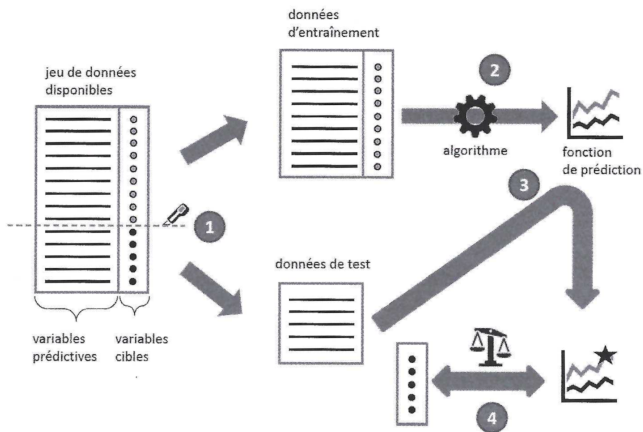 données
d'entraînement
jeu de données
disponibles
2
algorithme
fonction
de prédiction
3
1
données de test
variables
prédictives
variables
cibles
4